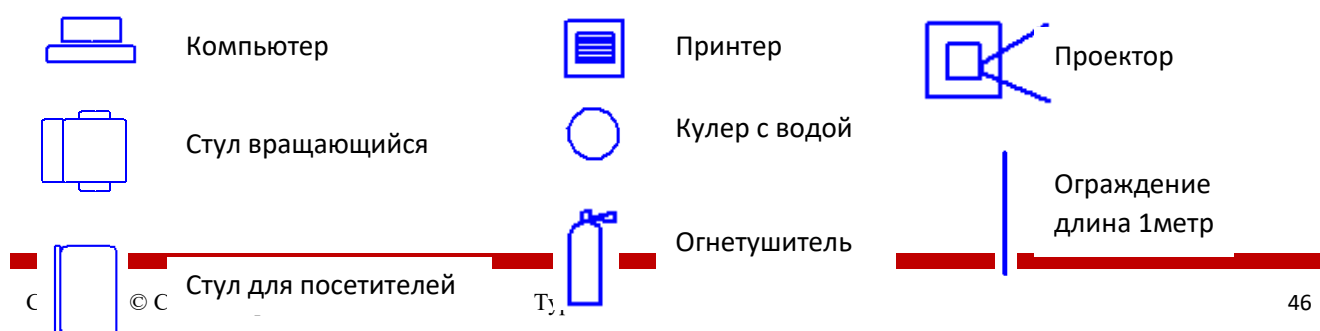 Компьютер
Принтер
Проектор
Стул вращающийся
Кулер с водой
Ограждение
длина 1метр
Огнетушитель
Стул для посетителей
© С
46